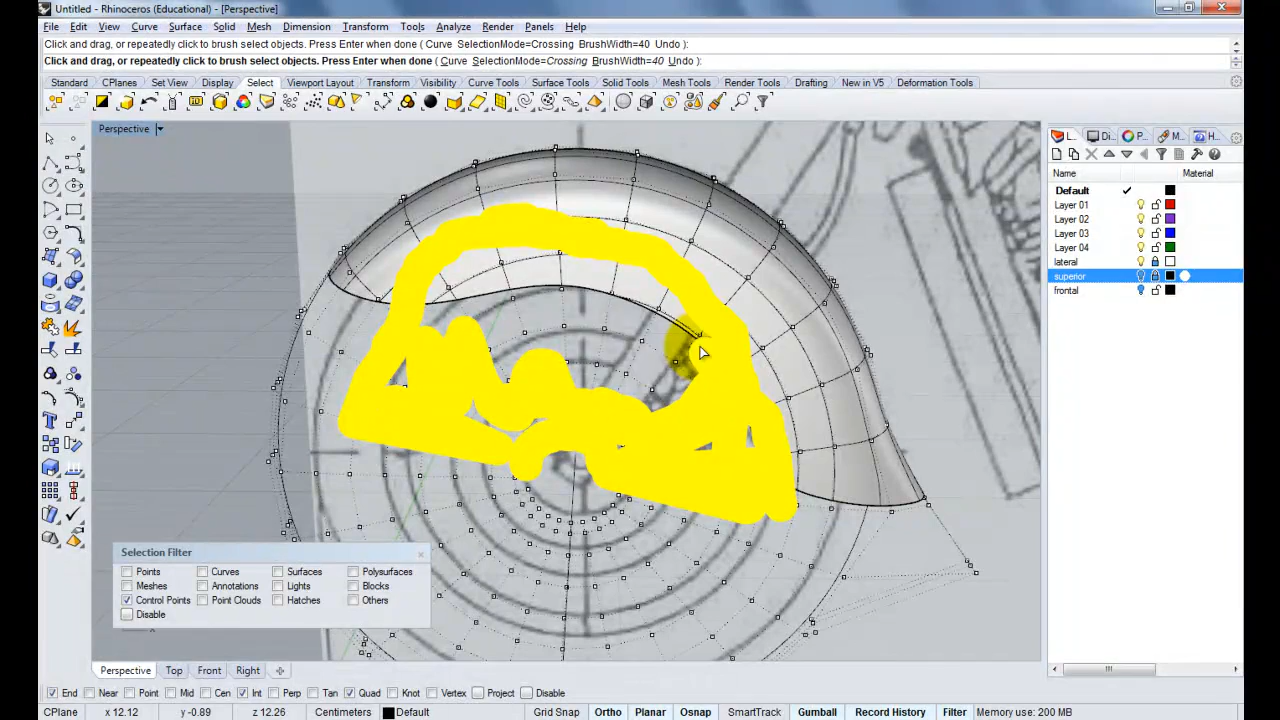 Untitled - Rhinoceros (Educational) - [Perspective]
File Edit View Curve Surface Solid Mesh Dimension Transform Tools Analyze Render Panels Help
Click and drag, or repeatedly click to brush select objects. Press Enter when done ( Curve SelectionMode=Crossing BrushWidth=40 Undo ):
Click and drag, or repeatedly click to brush select objects. Press Enter when done ( Curve SelectionMode=Crossing BrushWidth=40 Undo ):
Standard CPlanes Set View Display Select Viewport Layout Transform Visibility Curve Tools Surface Tools Solid Tools Mesh Tools Render Tools Drafting New in V5 Deformation Tools
Perspective
L... Di... P... M... H...
Name Material
Default
Layer 01
Layer 02
Layer 03
Layer 04
lateral
superior
frontal
Selection Filter
Points Curves Surfaces Polysurfaces
Meshes Annotations Lights Blocks
Control Points Point Clouds Hatches Others
Disable
x
Perspective Top Front Right
End Near Point Mid Cen Int Perp Tan Quad Knot Vertex Project Disable
CPlane x 12.12 y -0.89 z 12.26 Centimeters Default Grid Snap Ortho Planar Osnap SmartTrack Gumball Record History Filter Memory use: 200 MB